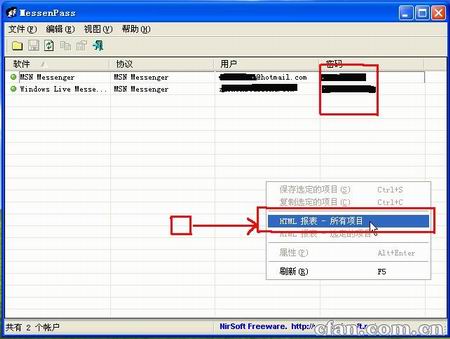 MessenPass
文件(F) 编辑(E) 视图(V) 帮助(H)
软件 协议 用户 密码
MSN Messenger MSN Messenger @hotmail.com
Windows Live Messe... MSN Messenger
保存选定的项目(S) Ctrl+S
复制选定的项目(C) Ctrl+C
HTML 报表 - 所有项目
HTML 报表 - 选定的项目
属性(P) Alt+Enter
刷新(R) F5
共有 2 个帐户 NirSoft Freeware. http://
cfan.com.cn